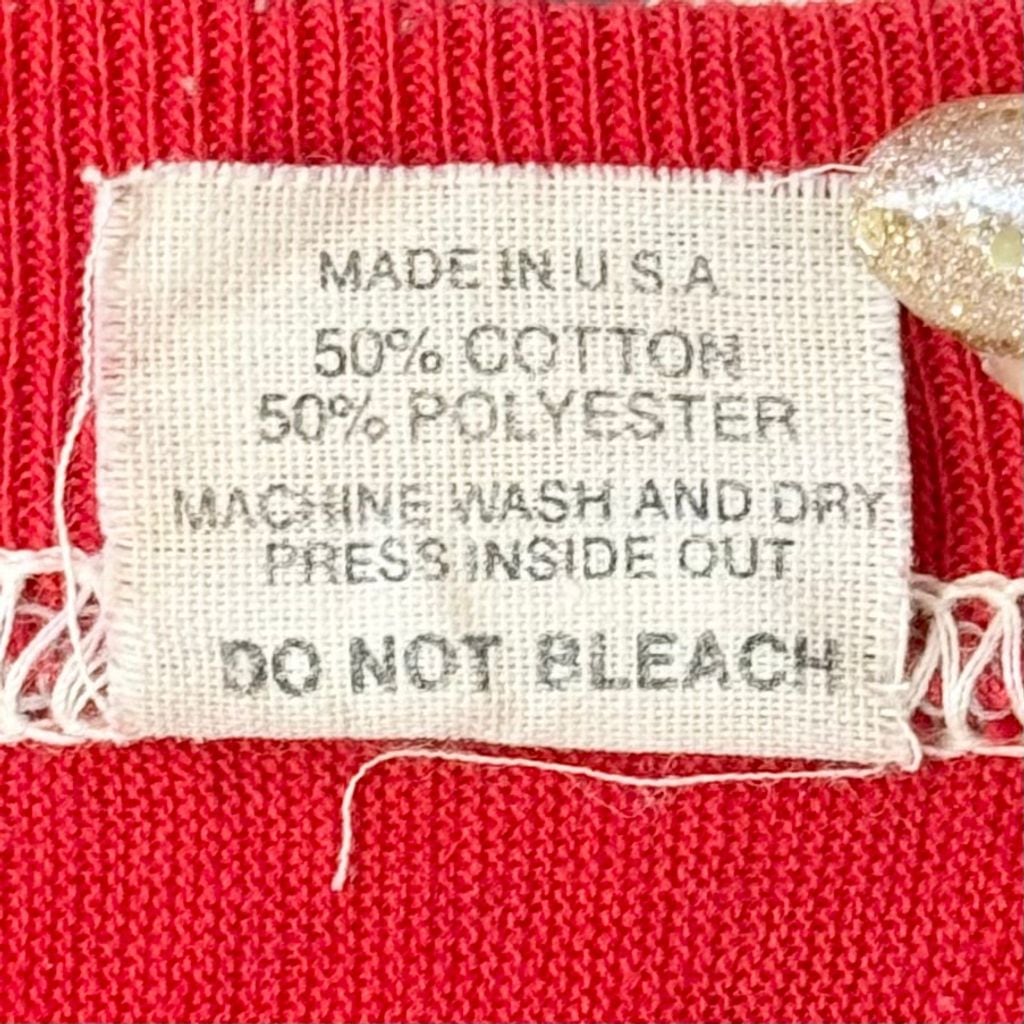 MADE IN U S A
50% COTTON
50% POLYESTER
MACHINE WASH AND DRY
PRESS INSIDE OUT
DO NOT BLEACH